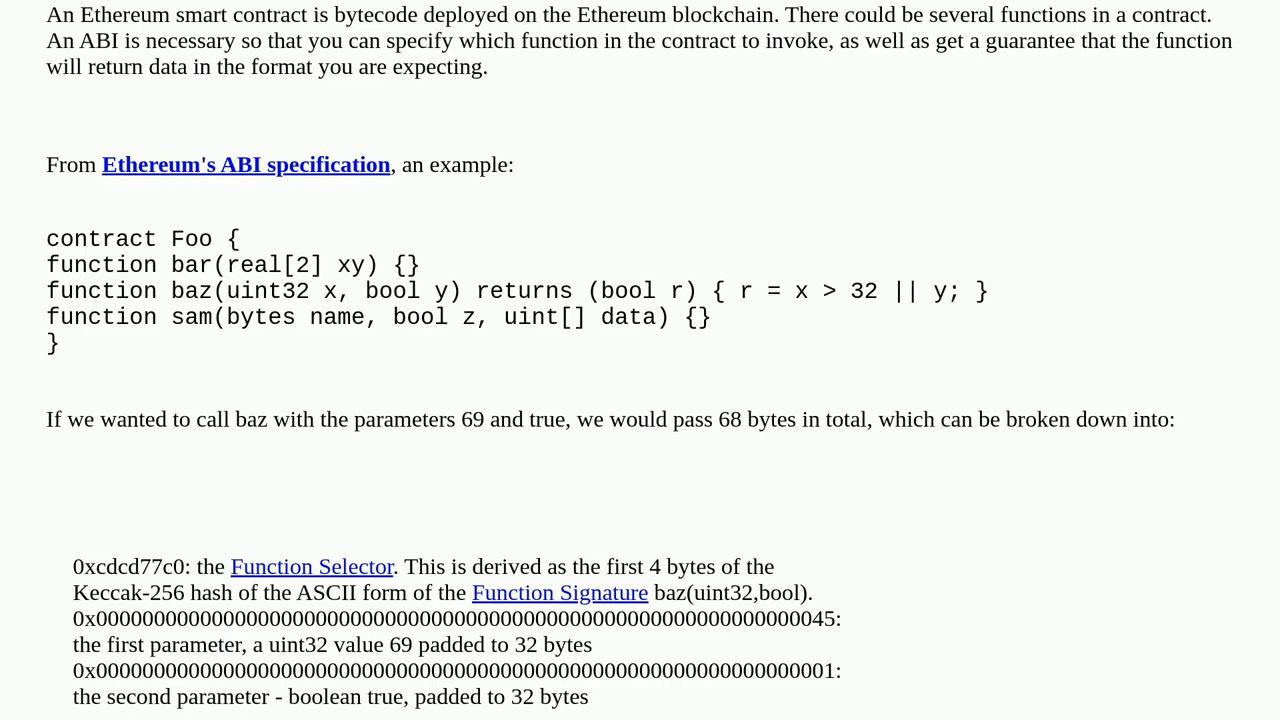 An Ethereum smart contract is bytecode deployed on the Ethereum blockchain. There could be several functions in a contract.
An ABI is necessary so that you can specify which function in the contract to invoke, as well as get a guarantee that the function
will return data in the format you are expecting.
From Ethereum's ABI specification, an example:
contract Foo {
function bar(real[2] xy) {}
function baz(uint32 x, bool y) returns (bool r) { r = x > 32 || y; }
function sam(bytes name, bool z, uint[] data) {}
}
If we wanted to call baz with the parameters 69 and true, we would pass 68 bytes in total, which can be broken down into:
0xcdcd77c0: the Function Selector. This is derived as the first 4 bytes of the
Keccak-256 hash of the ASCII form of the Function Signature baz(uint32,bool).
0x0000000000000000000000000000000000000000000000000000000000000045:
the first parameter, a uint32 value 69 padded to 32 bytes
0x0000000000000000000000000000000000000000000000000000000000000001:
the second parameter - boolean true, padded to 32 bytes